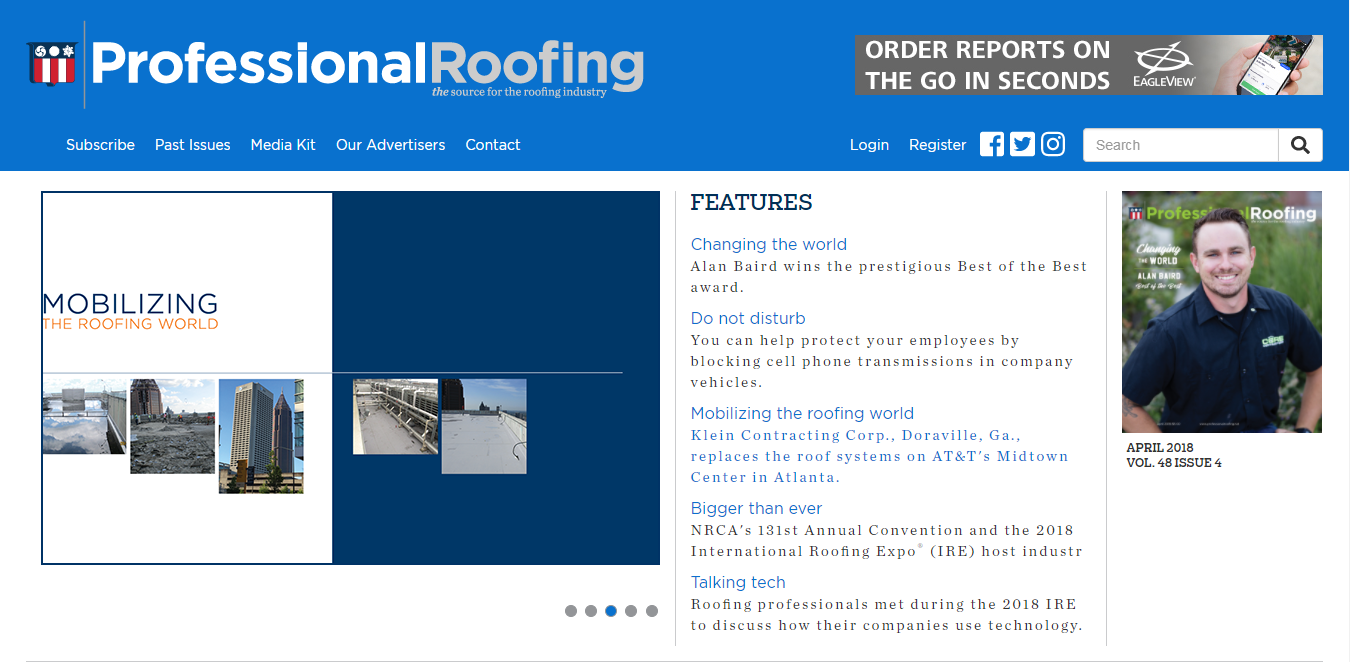 ProfessionalRoofing
the source for the roofing industry
ORDER REPORTS ON
THE GO IN SECONDS
EAGLEVIEW
Subscribe Past Issues Media Kit Our Advertisers Contact
Login Register
Search
MOBILIZING
THE ROOFING WORLD
FEATURES
Changing the world
Alan Baird wins the prestigious Best of the Best
award.
Do not disturb
You can help protect your employees by
blocking cell phone transmissions in company
vehicles.
Mobilizing the roofing world
Klein Contracting Corp., Doraville, Ga.,
replaces the roof systems on AT&T's Midtown
Center in Atlanta.
Bigger than ever
NRCA's 131st Annual Convention and the 2018
International Roofing Expo® (IRE) host industr
Talking tech
Roofing professionals met during the 2018 IRE
to discuss how their companies use technology.
ProfessionalRoofing
Changing
THE WORLD
ALAN BAIRD
Best of the Best
APRIL 2018
VOL. 48 ISSUE 4